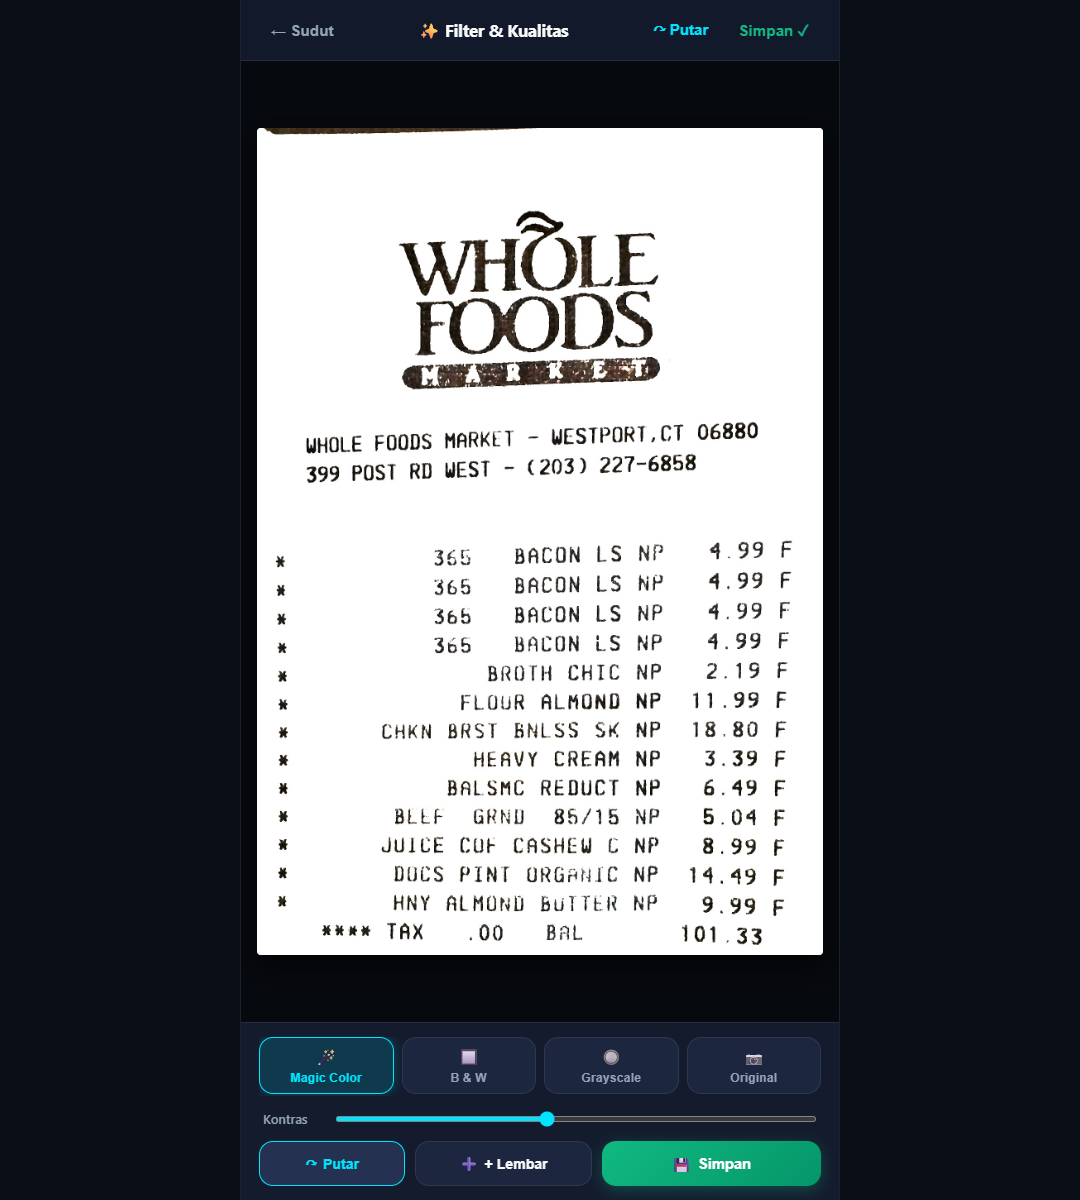 ← Sudut
✨ Filter & Kualitas
↷ Putar
Simpan ✓
WHOLE
FOODS
MARKET
WHOLE FOODS MARKET - WESTPORT,CT 06880
399 POST RD WEST - (203) 227-6858
* 365 BACON LS NP 4.99 F
* 365 BACON LS NP 4.99 F
* 365 BACON LS NP 4.99 F
* 365 BACON LS NP 4.99 F
* BROTH CHIC NP 2.19 F
* FLOUR ALMOND NP 11.99 F
* CHKN BRST BNLSS SK NP 18.80 F
* HEAVY CREAM NP 3.39 F
* BALSMC REDUCT NP 6.49 F
* BEEF GRND 85/15 NP 5.04 F
* JUICE COF CASHEW C NP 8.99 F
* DOCS PINT ORGANIC NP 14.49 F
* HNY ALMOND BUTTER NP 9.99 F
**** TAX .00 BAL 101.33
Magic Color
B & W
Grayscale
Original
Kontras
↷ Putar
➕ + Lembar
💾 Simpan